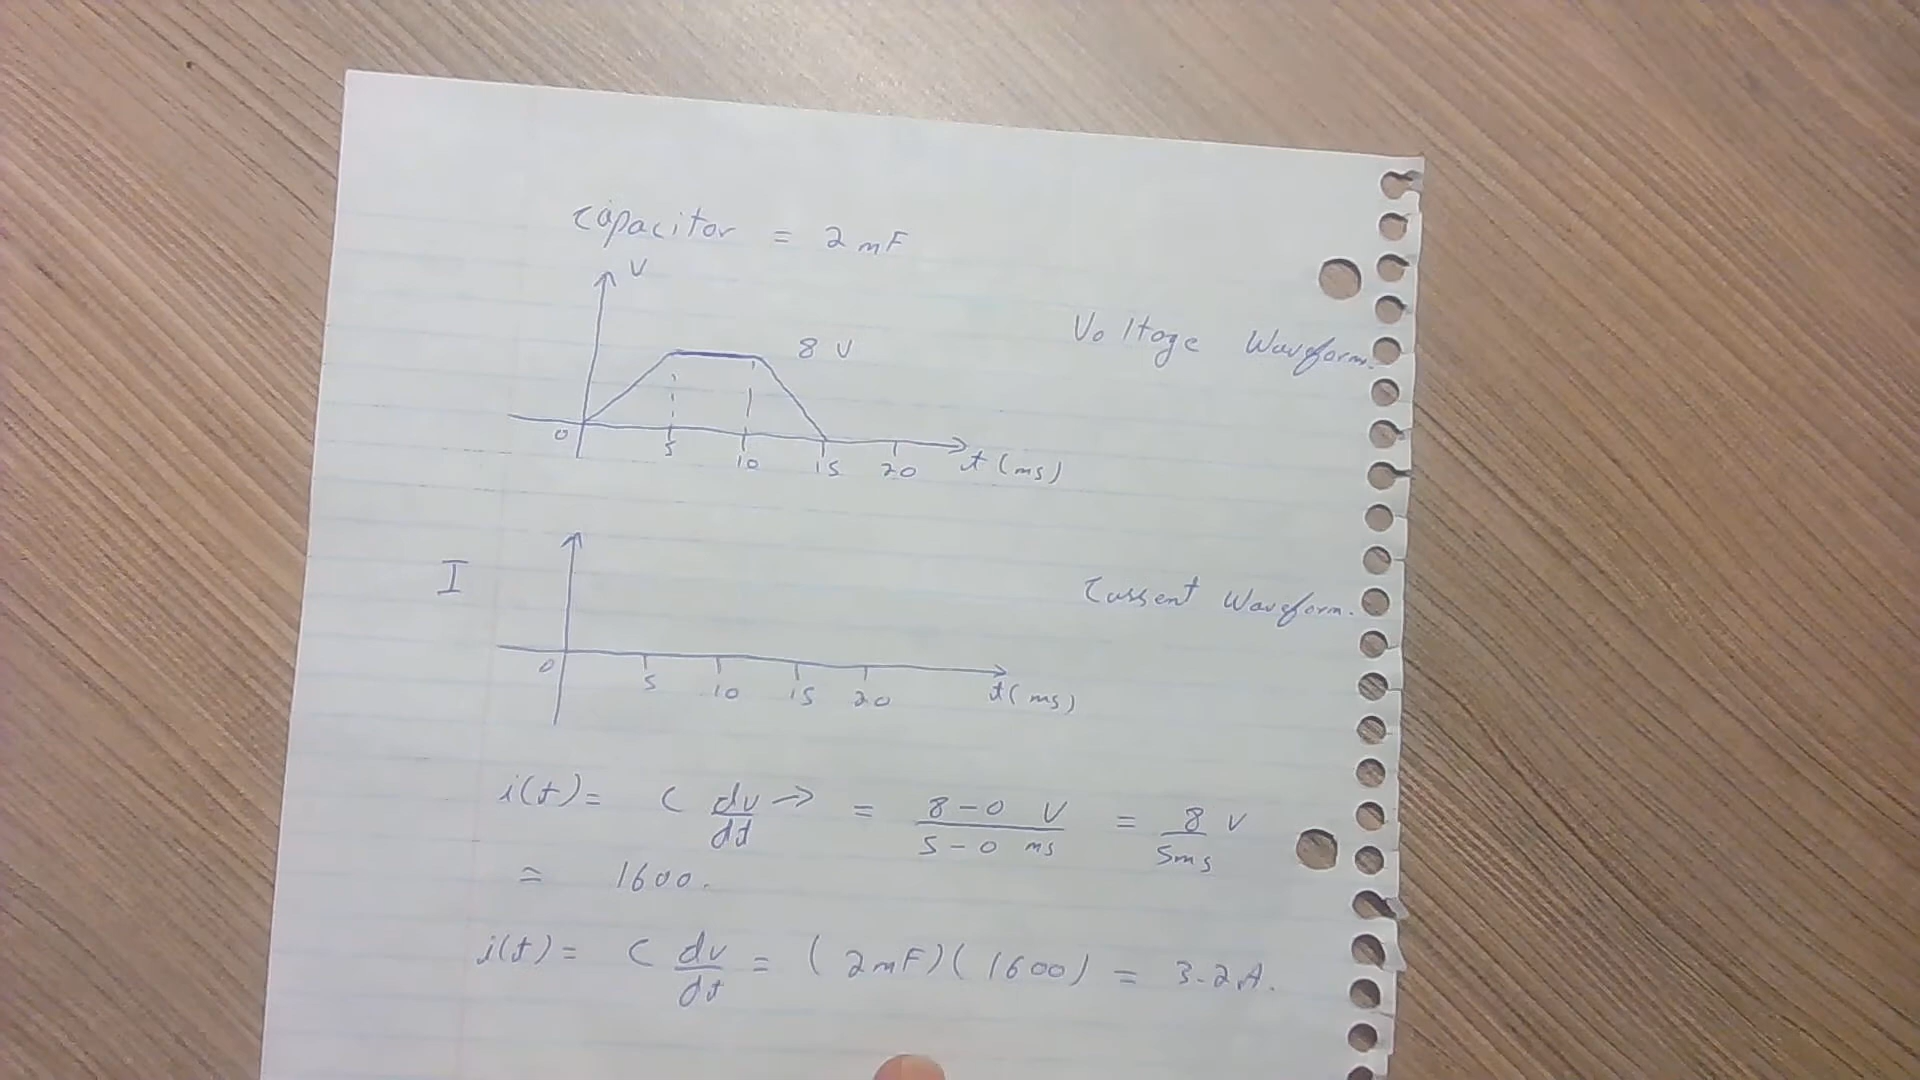 Capacitor = 2 mF
V
8 V
Voltage Waveform.
0 5 10 15 20 t (ms)
I
Current Waveform.
0 5 10 15 20 t (ms)
i(t) = C dv/dt → = 8-0 V / 5-0 ms = 8 V / 5ms
= 1600.
i(t) = C dv/dt = (2mF)(1600) = 3.2A.